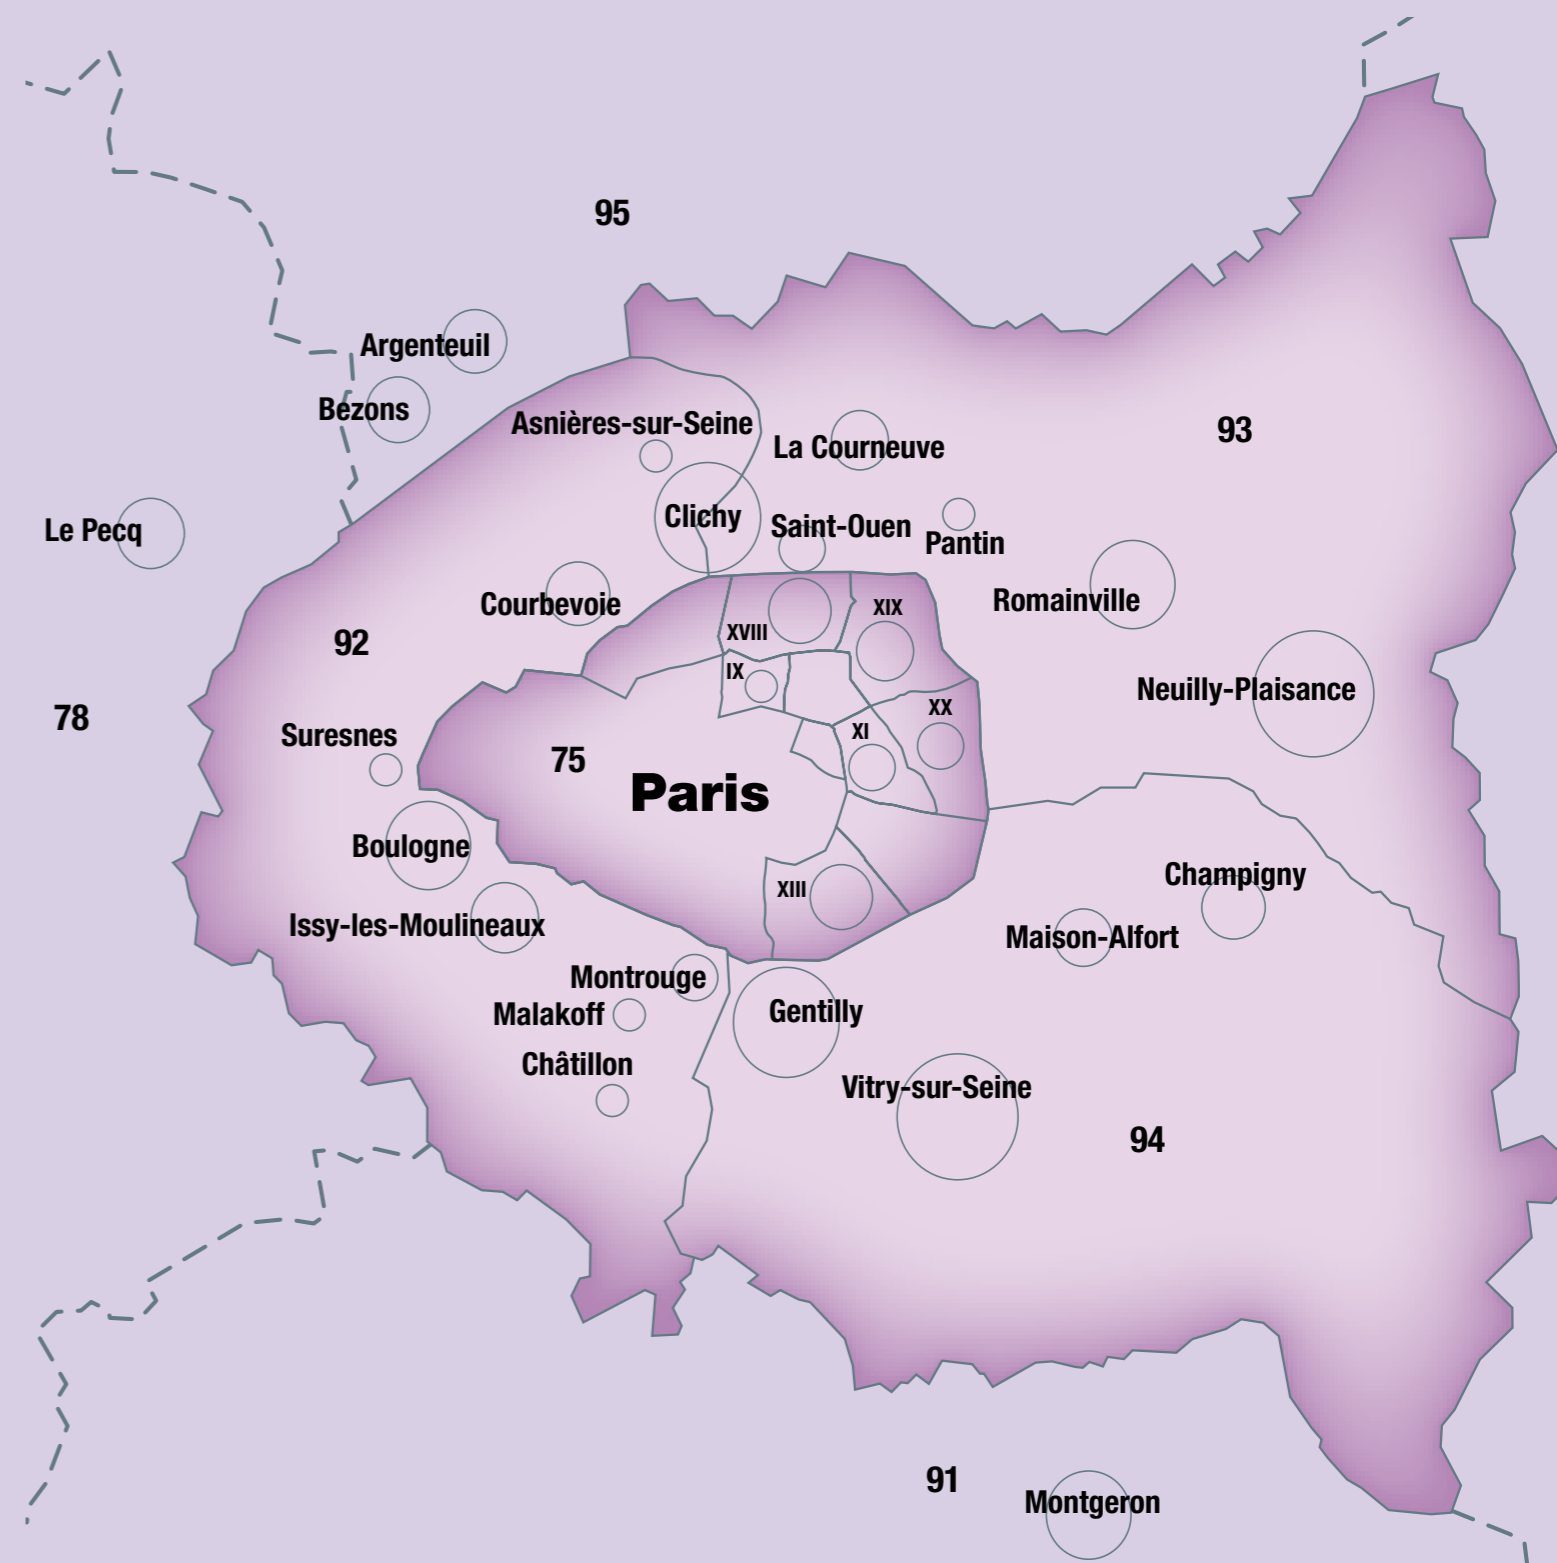 95
Argenteuil
Bezons
Asnières-sur-Seine
93
La Courneuve
Clichy
Saint-Ouen
Le Pecq
Pantin
Romainville
Courbevoie
XIX
XVIII
92
IX
Neuilly-Plaisance
XX
78
Suresnes
XI
75
Paris
Boulogne
Champigny
XIII
Issy-les-Moulineaux
Maison-Alfort
Montrouge
Malakoff
Gentilly
Châtillon
Vitry-sur-Seine
94
91
Montgeron